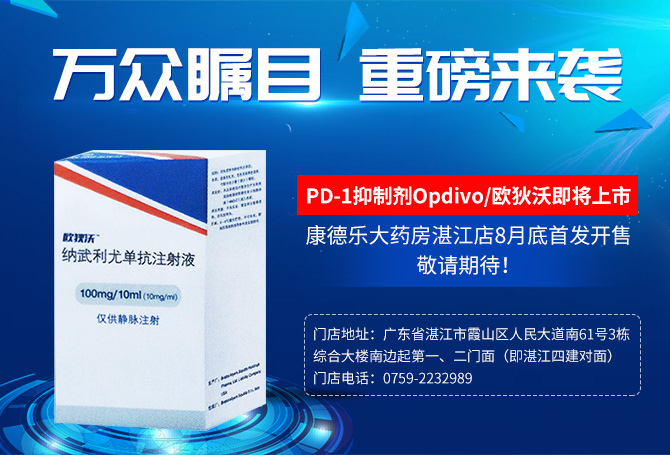 万众瞩目 重磅来袭
PD-1抑制剂Opdivo/欧狄沃即将上市
康德乐大药房湛江店8月底首发开售
敬请期待！
门店地址：广东省湛江市霞山区人民大道南61号3栋
综合大楼南边起第一、二门面（即湛江四建对面）
门店电话：0759-2232989
欧狄沃™
纳武利尤单抗注射液
100mg/10ml (10mg/ml)
仅供静脉注射